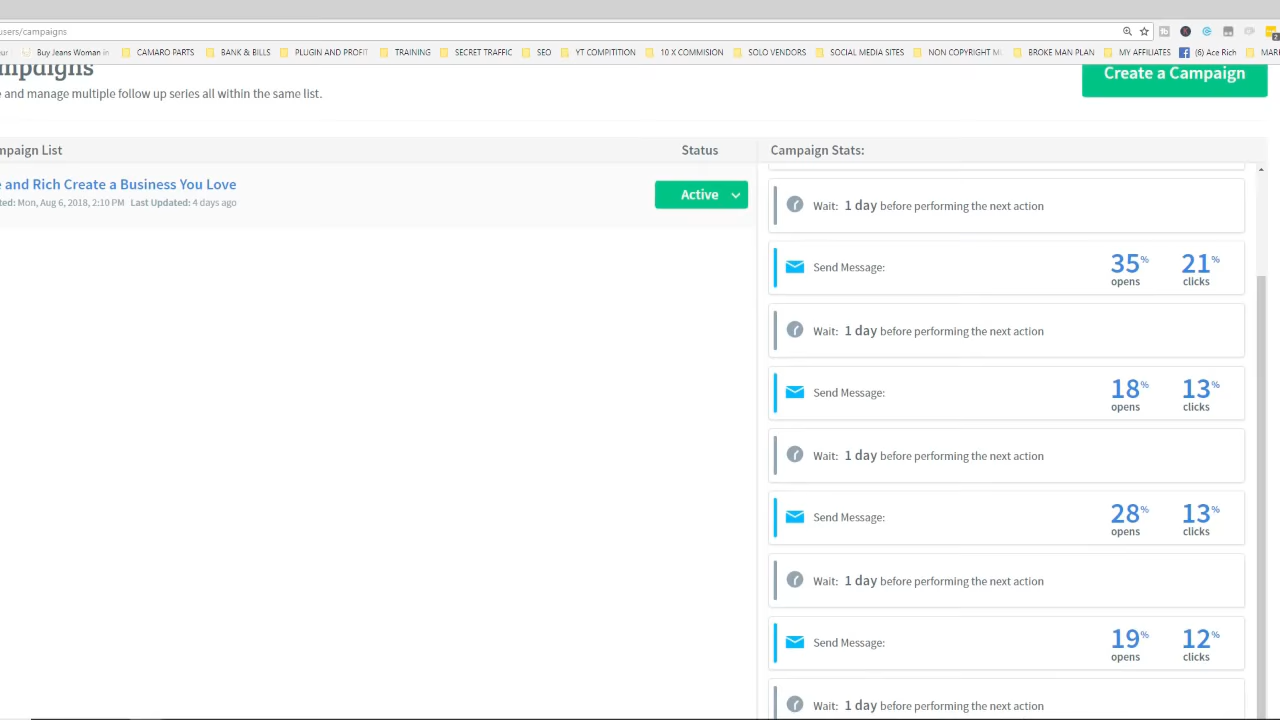 users/campaigns
ur Buy Jeans Woman in CAMARO PARTS BANK & BILLS PLUGIN AND PROFIT TRAINING SECRET TRAFFIC SEO YT COMPITITION 10 X COMMISION SOLO VENDORS SOCIAL MEDIA SITES NON COPYRIGHT MU BROKE MAN PLAN MY AFFILIATES (6) Ace Rich MAR
mpaigns
Create a Campaign
e and manage multiple follow up series all within the same list.
mpaign List Status Campaign Stats:
e and Rich Create a Business You Love
ted: Mon, Aug 6, 2018, 2:10 PM Last Updated: 4 days ago
Active
Wait: 1 day before performing the next action
Send Message: 35% opens 21% clicks
Wait: 1 day before performing the next action
Send Message: 18% opens 13% clicks
Wait: 1 day before performing the next action
Send Message: 28% opens 13% clicks
Wait: 1 day before performing the next action
Send Message: 19% opens 12% clicks
Wait: 1 day before performing the next action